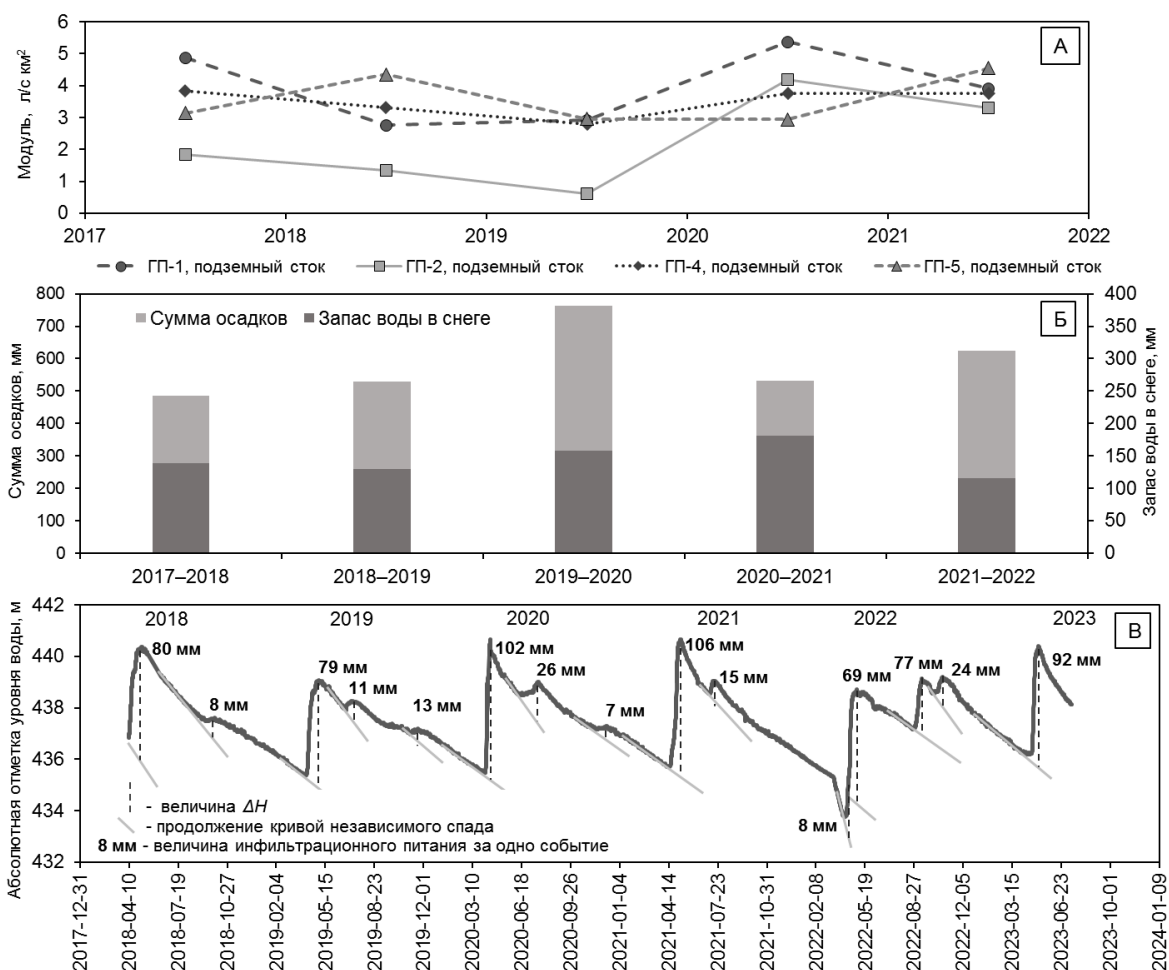 А
Модуль, л/с км²
6
5
4
3
2
1
0
2017 2018 2019 2020 2021 2022
ГП-1, подземный сток ГП-2, подземный сток ГП-4, подземный сток ГП-5, подземный сток
Б
Сумма осадков Запас воды в снеге
Сумма освдков, мм
800
700
600
500
400
300
200
100
0
Запас воды в снеге, мм
400
350
300
250
200
150
100
50
0
2017–2018 2018–2019 2019–2020 2020–2021 2021–2022
В
Абсолютная отметка уровня воды, м
442
440
438
436
434
432
2018 2019 2020 2021 2022 2023
80 мм
8 мм
79 мм
11 мм
13 мм
102 мм
26 мм
7 мм
106 мм
15 мм
8 мм
69 мм
77 мм
24 мм
92 мм
- величина ΔH
- продолжение кривой независимого спада
8 мм - величина инфильтрационного питания за одно событие
2017-12-31
2018-04-10
2018-07-19
2018-10-27
2019-02-04
2019-05-15
2019-08-23
2019-12-01
2020-03-10
2020-06-18
2020-09-26
2021-01-04
2021-04-14
2021-07-23
2021-10-31
2022-02-08
2022-05-19
2022-08-27
2022-12-05
2023-03-15
2023-06-23
2023-10-01
2024-01-09